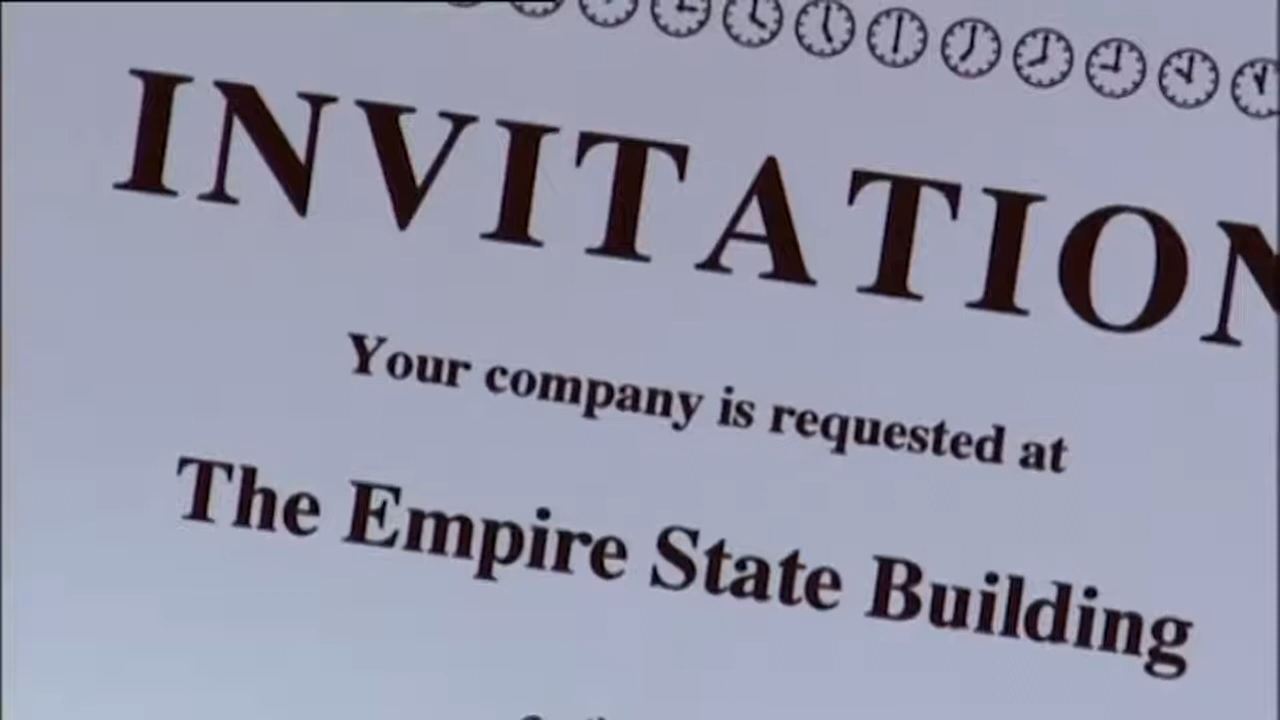 INVITATION
Your company is requested at
The Empire State Building